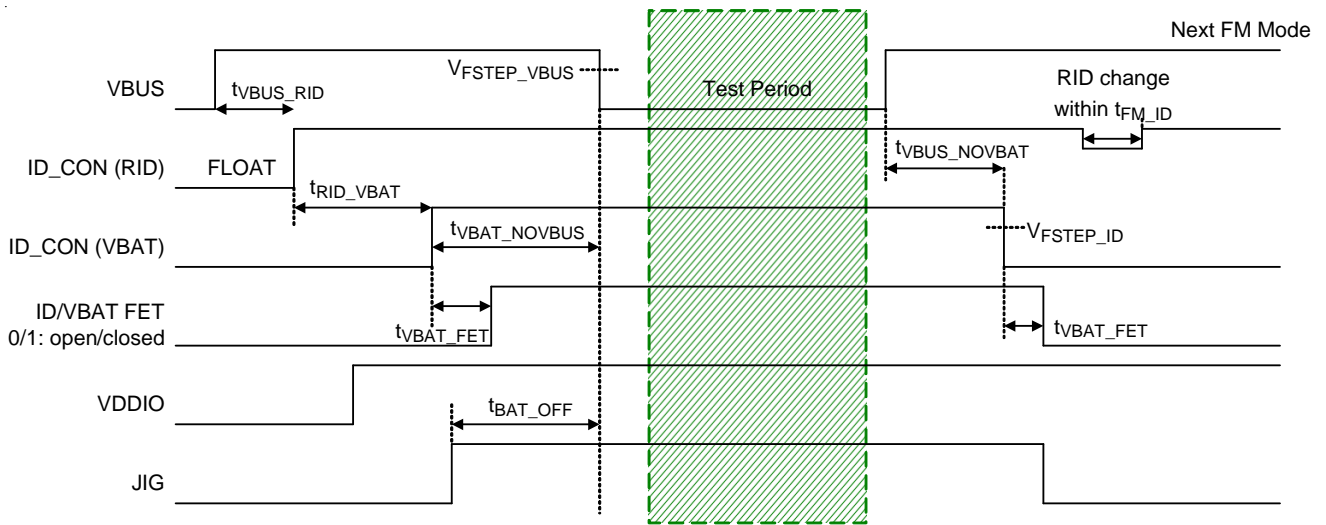 Next FM Mode
VFSTEP_VBUS
VBUS
tVBUS_RID
Test Period
RID change
within tFM_ID
ID_CON (RID)
FLOAT
tVBUS_NOVBAT
tRID_VBAT
tVBAT_NOVBUS
VFSTEP_ID
ID_CON (VBAT)
ID/VBAT FET
0/1: open/closed
tVBAT_FET
tVBAT_FET
VDDIO
tBAT_OFF
JIG